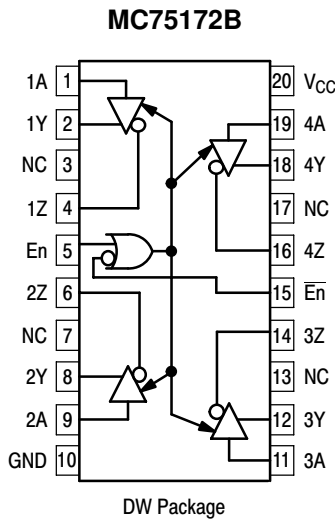 MC75172B
1A 1 20 VCC
1Y 2 19 4A
NC 3 18 4Y
1Z 4 17 NC
En 5 16 4Z
2Z 6 15 E̅n̅
NC 7 14 3Z
2Y 8 13 NC
2A 9 12 3Y
GND 10 11 3A
DW Package